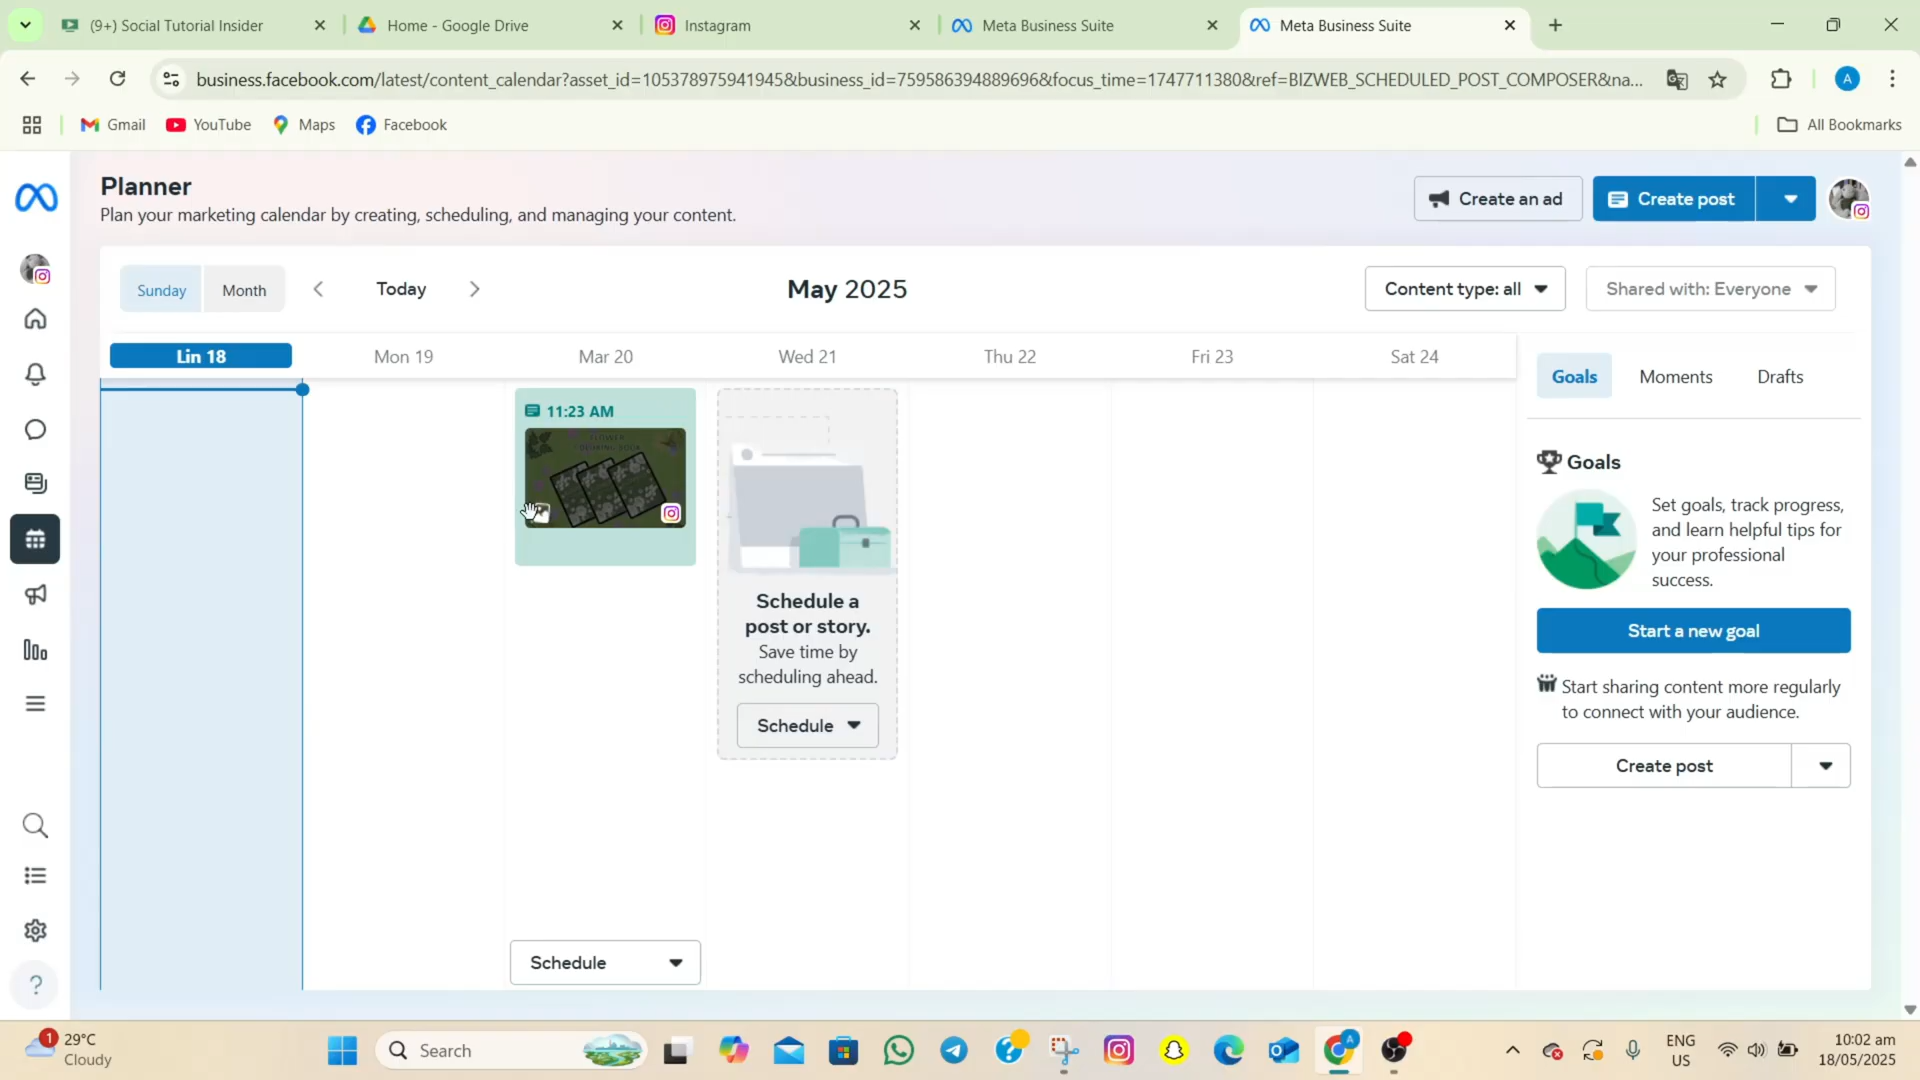 (9+) Social Tutorial Insider
Home - Google Drive
Instagram
Meta Business Suite
Meta Business Suite
business.facebook.com/latest/content_calendar?asset_id=105378975941945&business_id=759586394889696&focus_time=1747711380&ref=BIZWEB_SCHEDULED_POST_COMPOSER&na...
A
Gmail
YouTube
Maps
Facebook
All Bookmarks
Planner
Plan your marketing calendar by creating, scheduling, and managing your content.
Create an ad
Create post
Sunday
Month
Today
May 2025
Content type: all
Shared with: Everyone
Lin 18
Mon 19
Mar 20
Wed 21
Thu 22
Fri 23
Sat 24
11:23 AM
FLOWER
Schedule a
post or story.
Save time by
scheduling ahead.
Schedule
Schedule
Goals
Moments
Drafts
Goals
Set goals, track progress,
and learn helpful tips for
your professional
success.
Start a new goal
Start sharing content more regularly
to connect with your audience.
Create post
?
1
29°C
Cloudy
Search
A
ENG
US
10:02 am
18/05/2025